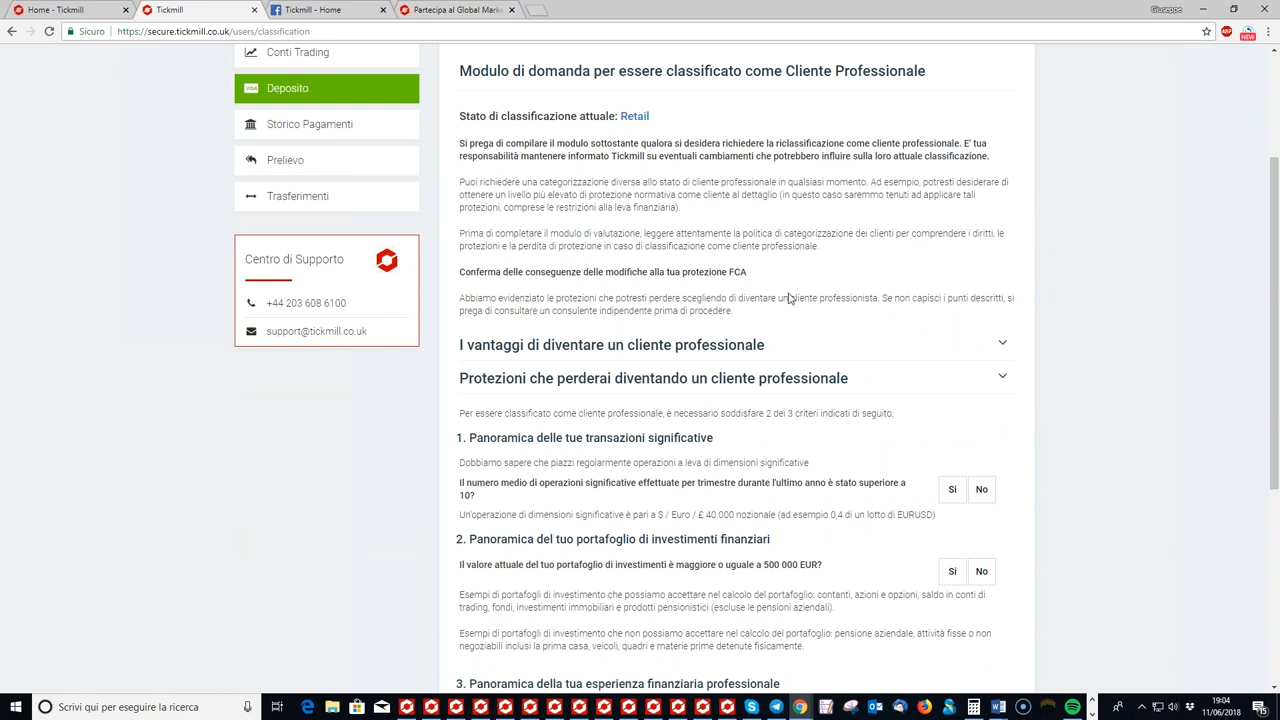 Home - Tickmill
Tickmill
Tickmill - Home
Partecipa al Global Marke
Giuseppe
Sicuro
https://secure.tickmill.co.uk/users/classification
ABP
NEW
Conti Trading
VISA
Deposito
Storico Pagamenti
Prelievo
Trasferimenti
Centro di Supporto
+44 203 608 6100
support@tickmill.co.uk
Modulo di domanda per essere classificato come Cliente Professionale
Stato di classificazione attuale: Retail
Si prega di compilare il modulo sottostante qualora si desidera richiedere la riclassificazione come cliente professionale. E' tua
responsabilità mantenere informato Tickmill su eventuali cambiamenti che potrebbero influire sulla loro attuale classificazione.
Puoi richiedere una categorizzazione diversa allo stato di cliente professionale in qualsiasi momento. Ad esempio, potresti desiderare di
ottenere un livello più elevato di protezione normativa come cliente al dettaglio (in questo caso saremmo tenuti ad applicare tali
protezioni, comprese le restrizioni alla leva finanziaria).
Prima di completare il modulo di valutazione, leggere attentamente la politica di categorizzazione dei clienti per comprendere i diritti, le
protezioni e la perdita di protezione in caso di classificazione come cliente professionale.
Conferma delle conseguenze delle modifiche alla tua protezione FCA
Abbiamo evidenziato le protezioni che potresti perdere scegliendo di diventare un cliente professionista. Se non capisci i punti descritti, si
prega di consultare un consulente indipendente prima di procedere.
I vantaggi di diventare un cliente professionale
Protezioni che perderai diventando un cliente professionale
Per essere classificato come cliente professionale, è necessario soddisfare 2 dei 3 criteri indicati di seguito:
1. Panoramica delle tue transazioni significative
Dobbiamo sapere che piazzi regolarmente operazioni a leva di dimensioni significative
Il numero medio di operazioni significative effettuate per trimestre durante l'ultimo anno è stato superiore a
10?
Sì No
Un'operazione di dimensioni significative è pari a $ / Euro / £ 40.000 nozionale (ad esempio 0,4 di un lotto di EURUSD)
2. Panoramica del tuo portafoglio di investimenti finanziari
Il valore attuale del tuo portafoglio di investimenti è maggiore o uguale a 500 000 EUR?
Sì No
Esempi di portafogli di investimento che possiamo accettare nel calcolo del portafoglio: contanti, azioni e opzioni, saldo in conti di
trading, fondi, investimenti immobiliari e prodotti pensionistici (escluse le pensioni aziendali).
Esempi di portafogli di investimento che non possiamo accettare nel calcolo del portafoglio: pensione aziendale, attività fisse o non
negoziabili inclusi la prima casa, veicoli, quadri e materie prime detenute fisicamente.
3. Panoramica della tua esperienza finanziaria professionale
Scrivi qui per eseguire la ricerca
19:04
11/06/2018